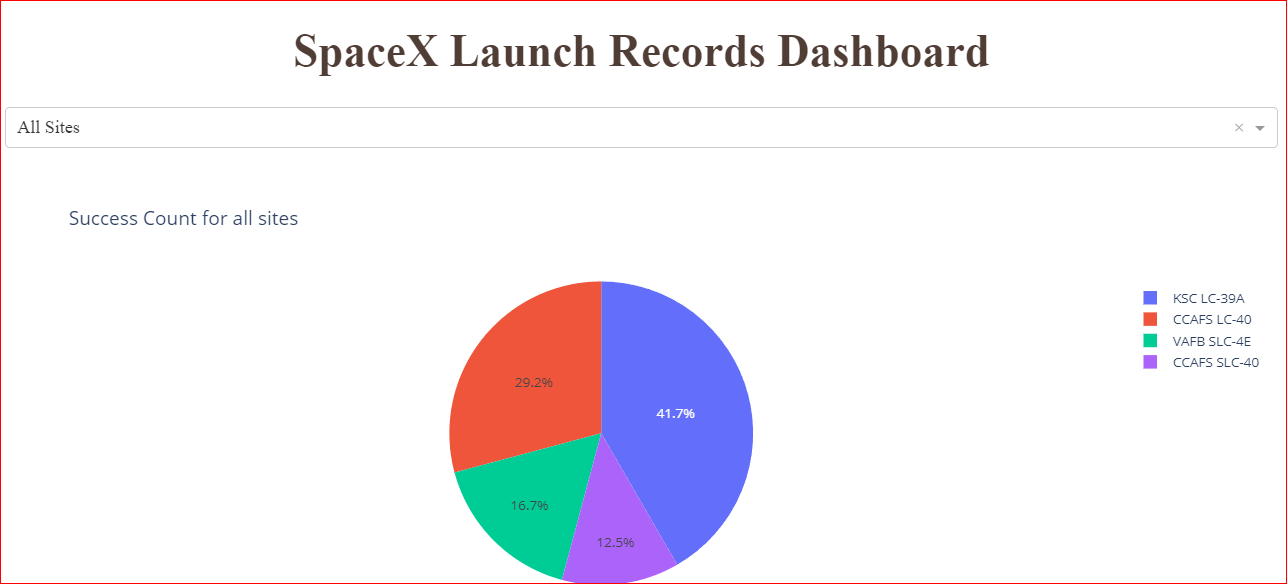 SpaceX Launch Records Dashboard
All Sites
Success Count for all sites
KSC LC-39A
CCAFS LC-40
VAFB SLC-4E
CCAFS SLC-40
29.2%
41.7%
16.7%
12.5%